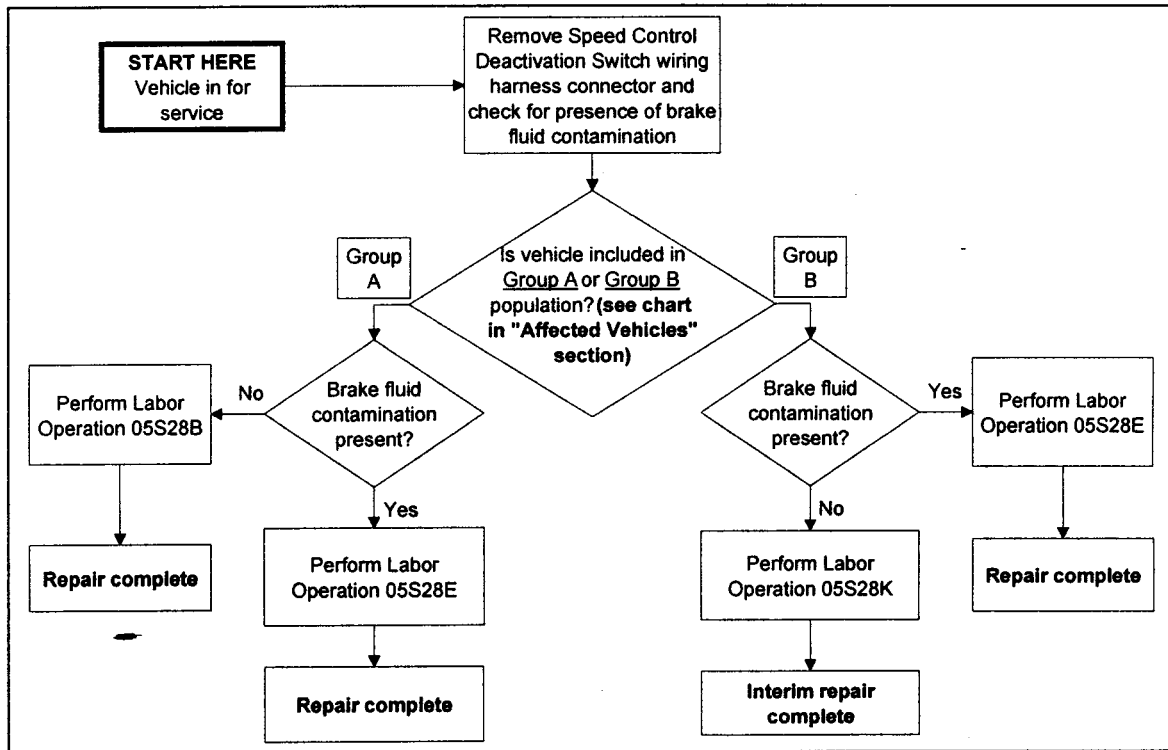 START HERE
Vehicle in for
service
Remove Speed Control
Deactivation Switch wiring
harness connector and
check for presence of brake
fluid contamination
Group
A
Is vehicle included in
Group A or Group B
population? (see chart
in "Affected Vehicles"
section)
Group
B
No
Brake fluid
contamination
present?
Perform Labor
Operation 05S28B
Yes
Repair complete
Perform Labor
Operation 05S28E
Repair complete
Brake fluid
contamination
present?
Yes
Perform Labor
Operation 05S28E
No
Repair complete
Perform Labor
Operation 05S28K
Interim repair
complete